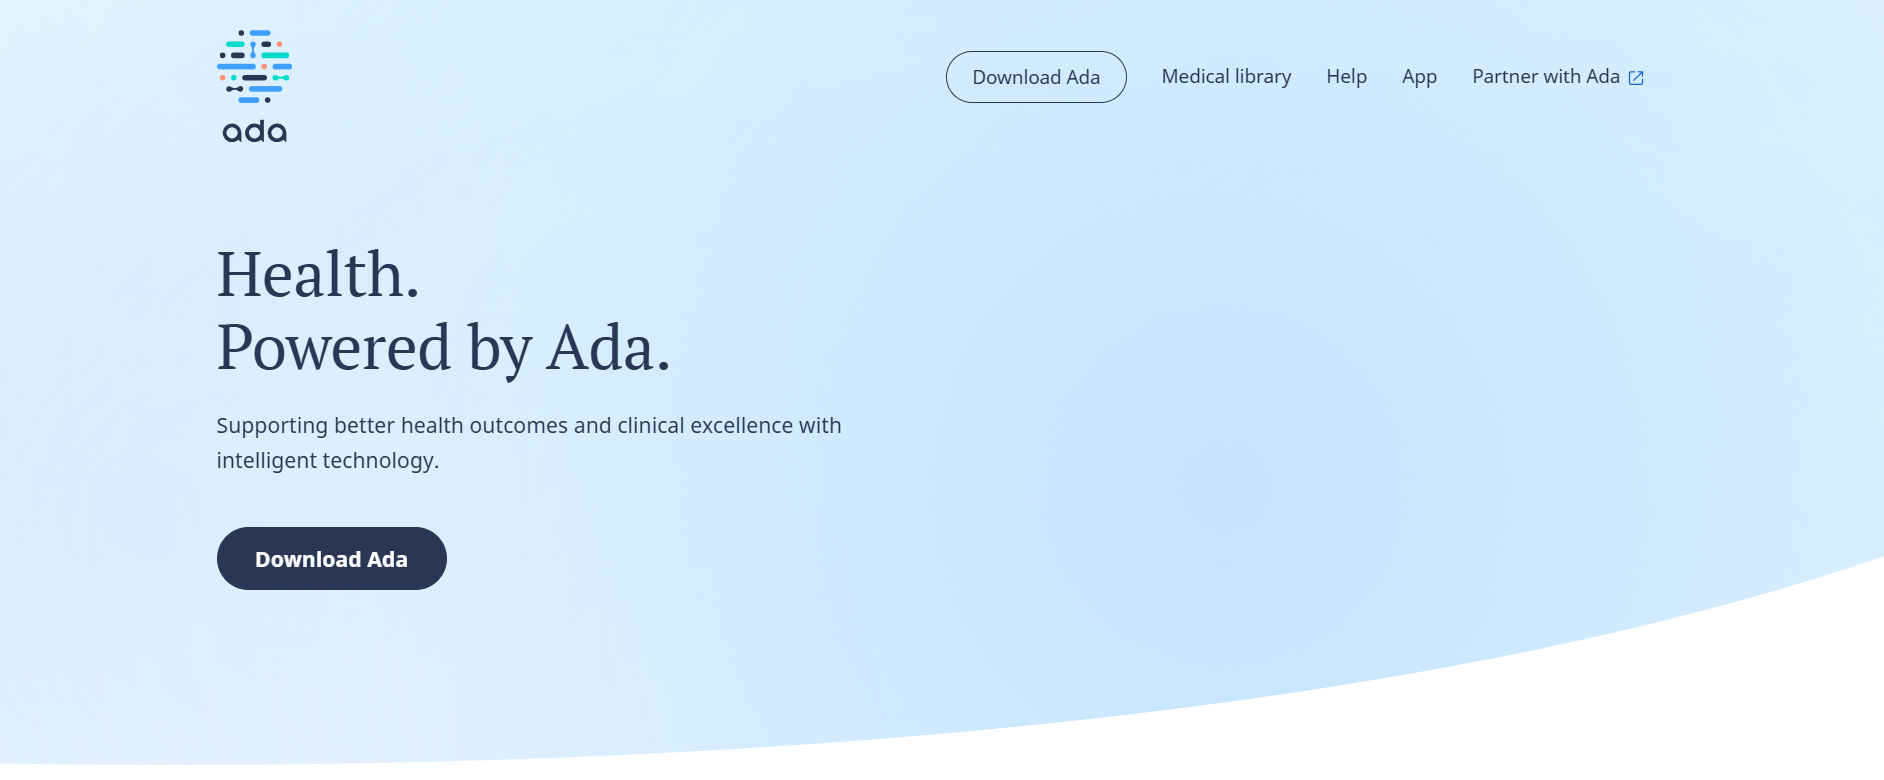 ada
Download Ada
Medical library
Help
App
Partner with Ada
Health.
Powered by Ada.
Supporting better health outcomes and clinical excellence with
intelligent technology.
Download Ada